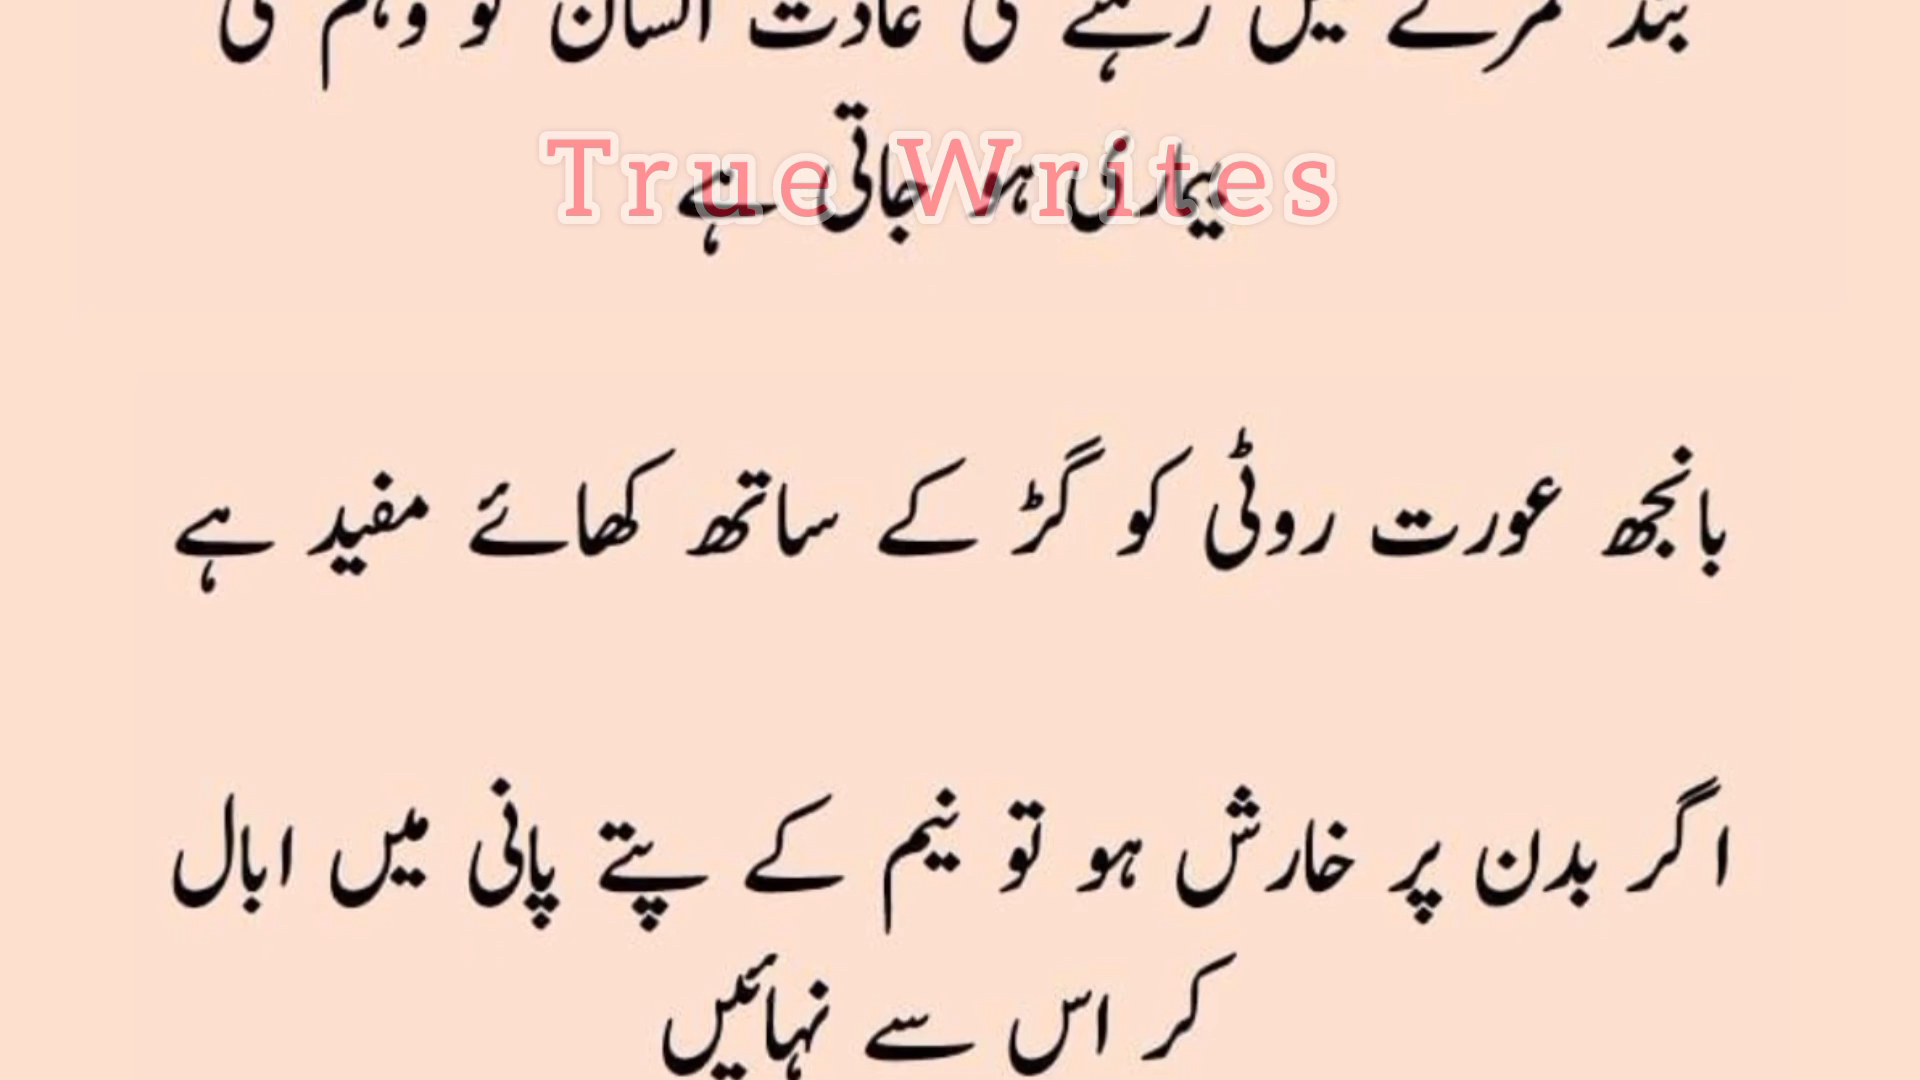 بند کمرے میں رہنے کی عادت انسان کو وہم کی
بیماری ہو جاتی ہے
True Writes
بانجھ عورت روٹی کو گڑ کے ساتھ کھائے مفید ہے
اگر بدن پر خارش ہو تو نیم کے پتے پانی میں ابال
کر اس سے نہائیں